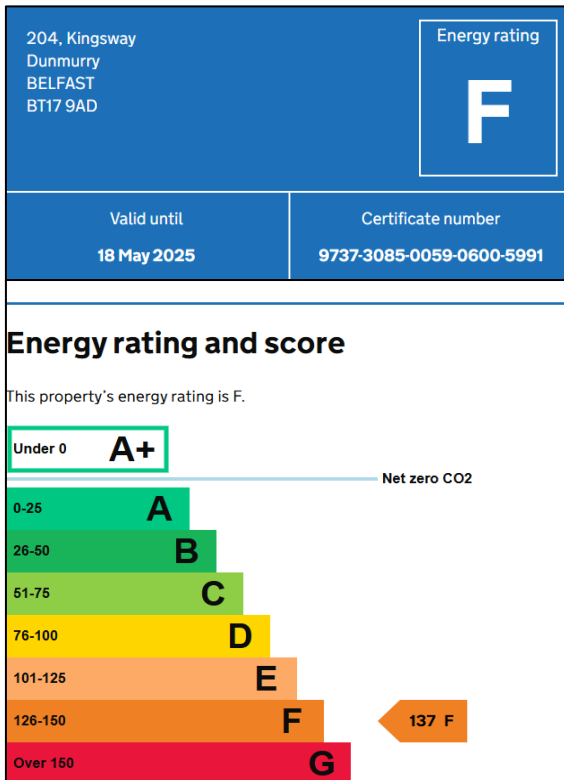 204, Kingsway
Dunmurry
BELFAST
BT17 9AD
Energy rating
F
Valid until
18 May 2025
Certificate number
9737-3085-0059-0600-5991
Energy rating and score
This property's energy rating is F.
Under 0 A+
Net zero CO2
0-25 A
26-50 B
51-75 C
76-100 D
101-125 E
126-150 F
137 F
Over 150 G